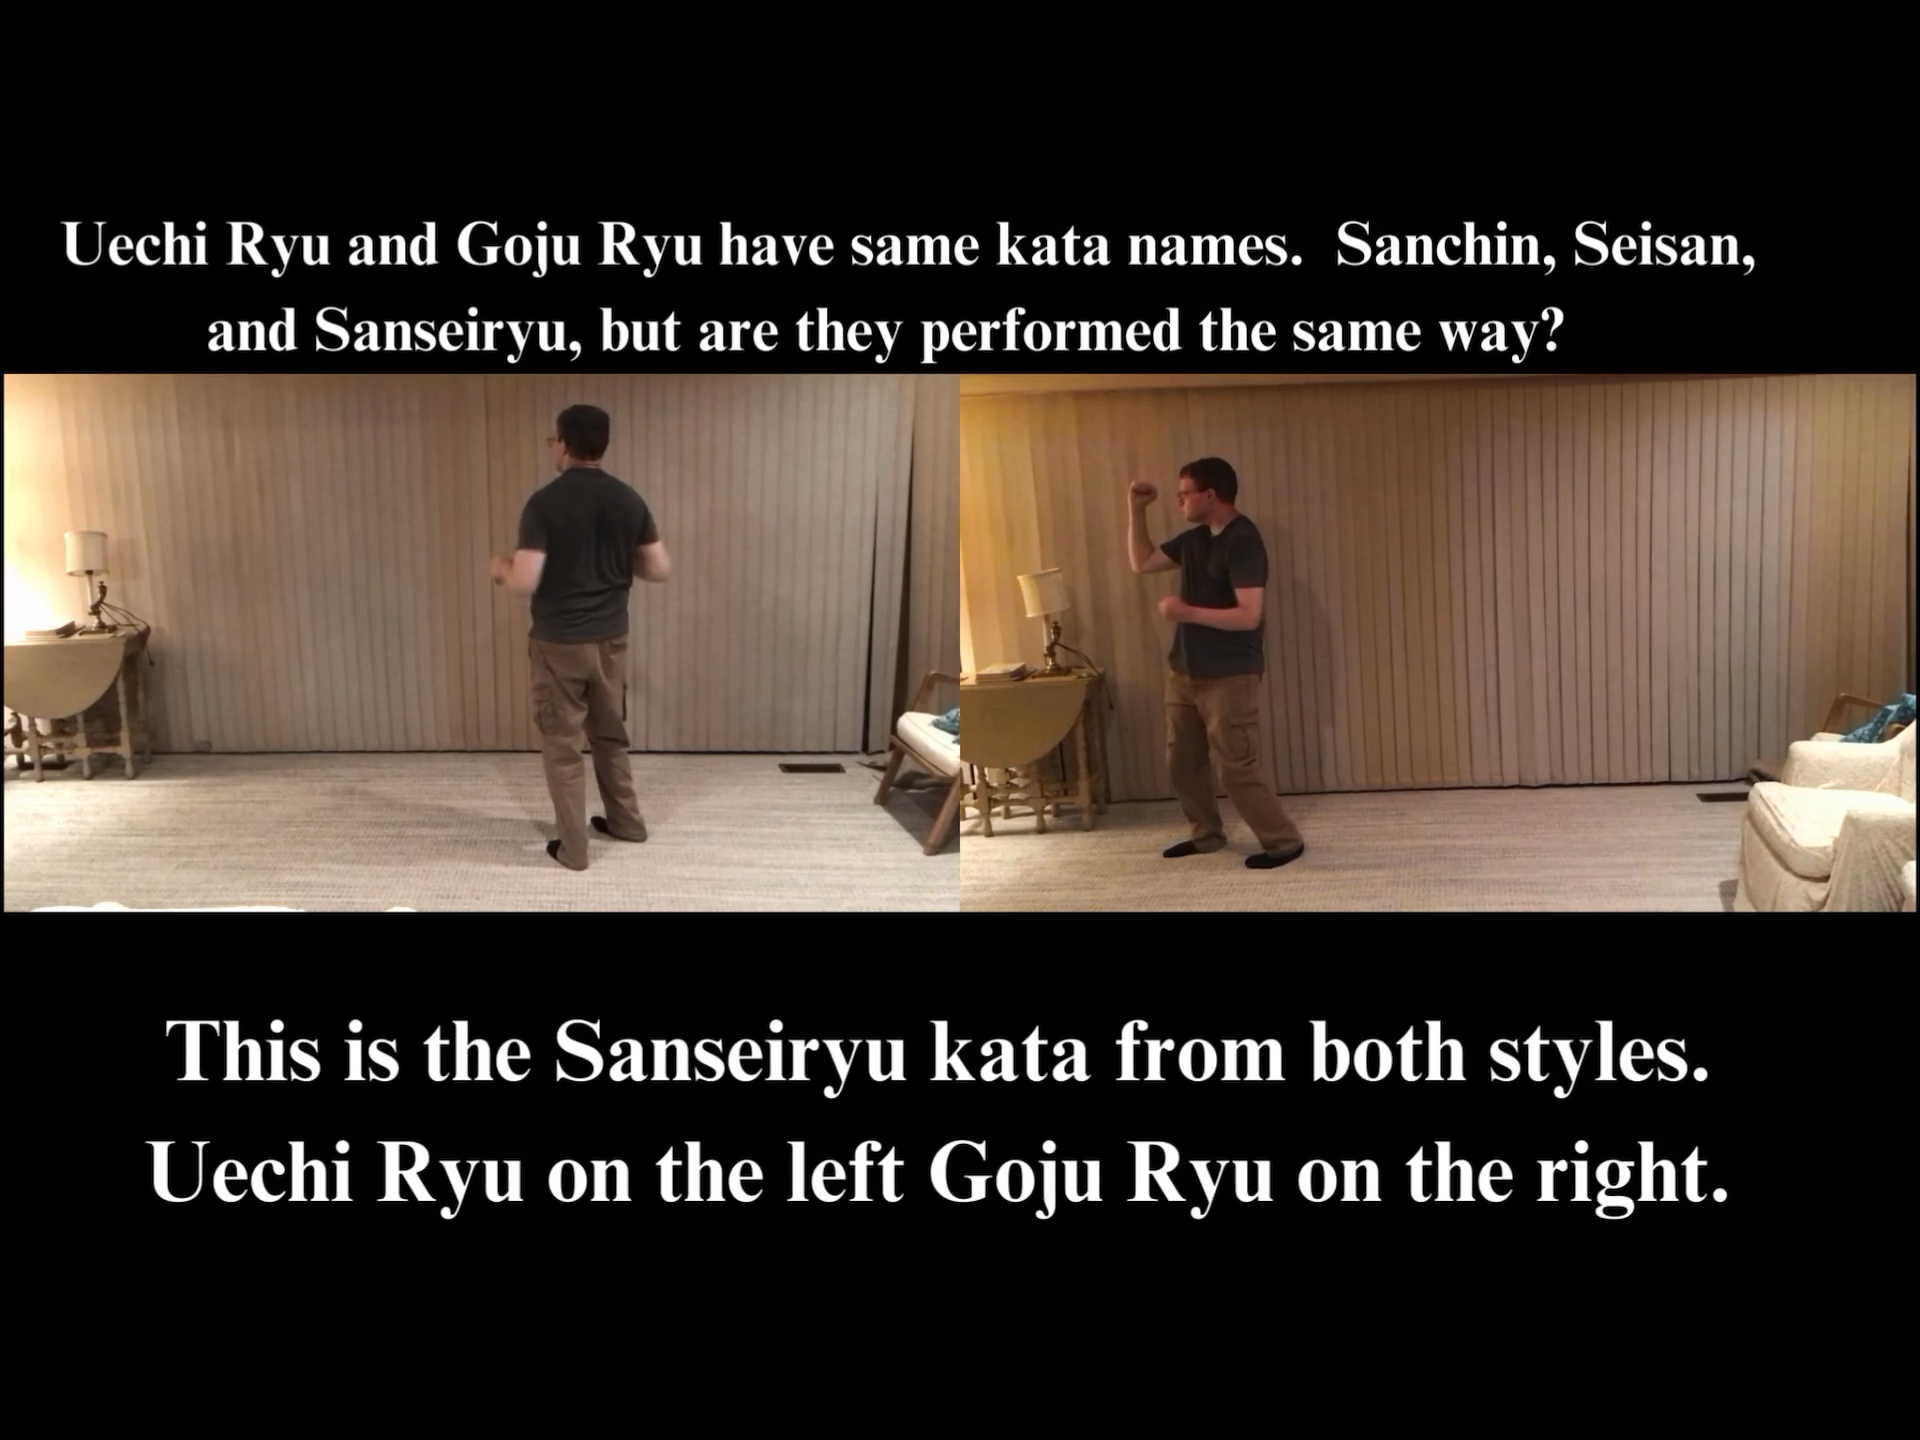 Uechi Ryu and Goju Ryu have same kata names. Sanchin, Seisan,
and Sanseiryu, but are they performed the same way?
This is the Sanseiryu kata from both styles.
Uechi Ryu on the left Goju Ryu on the right.